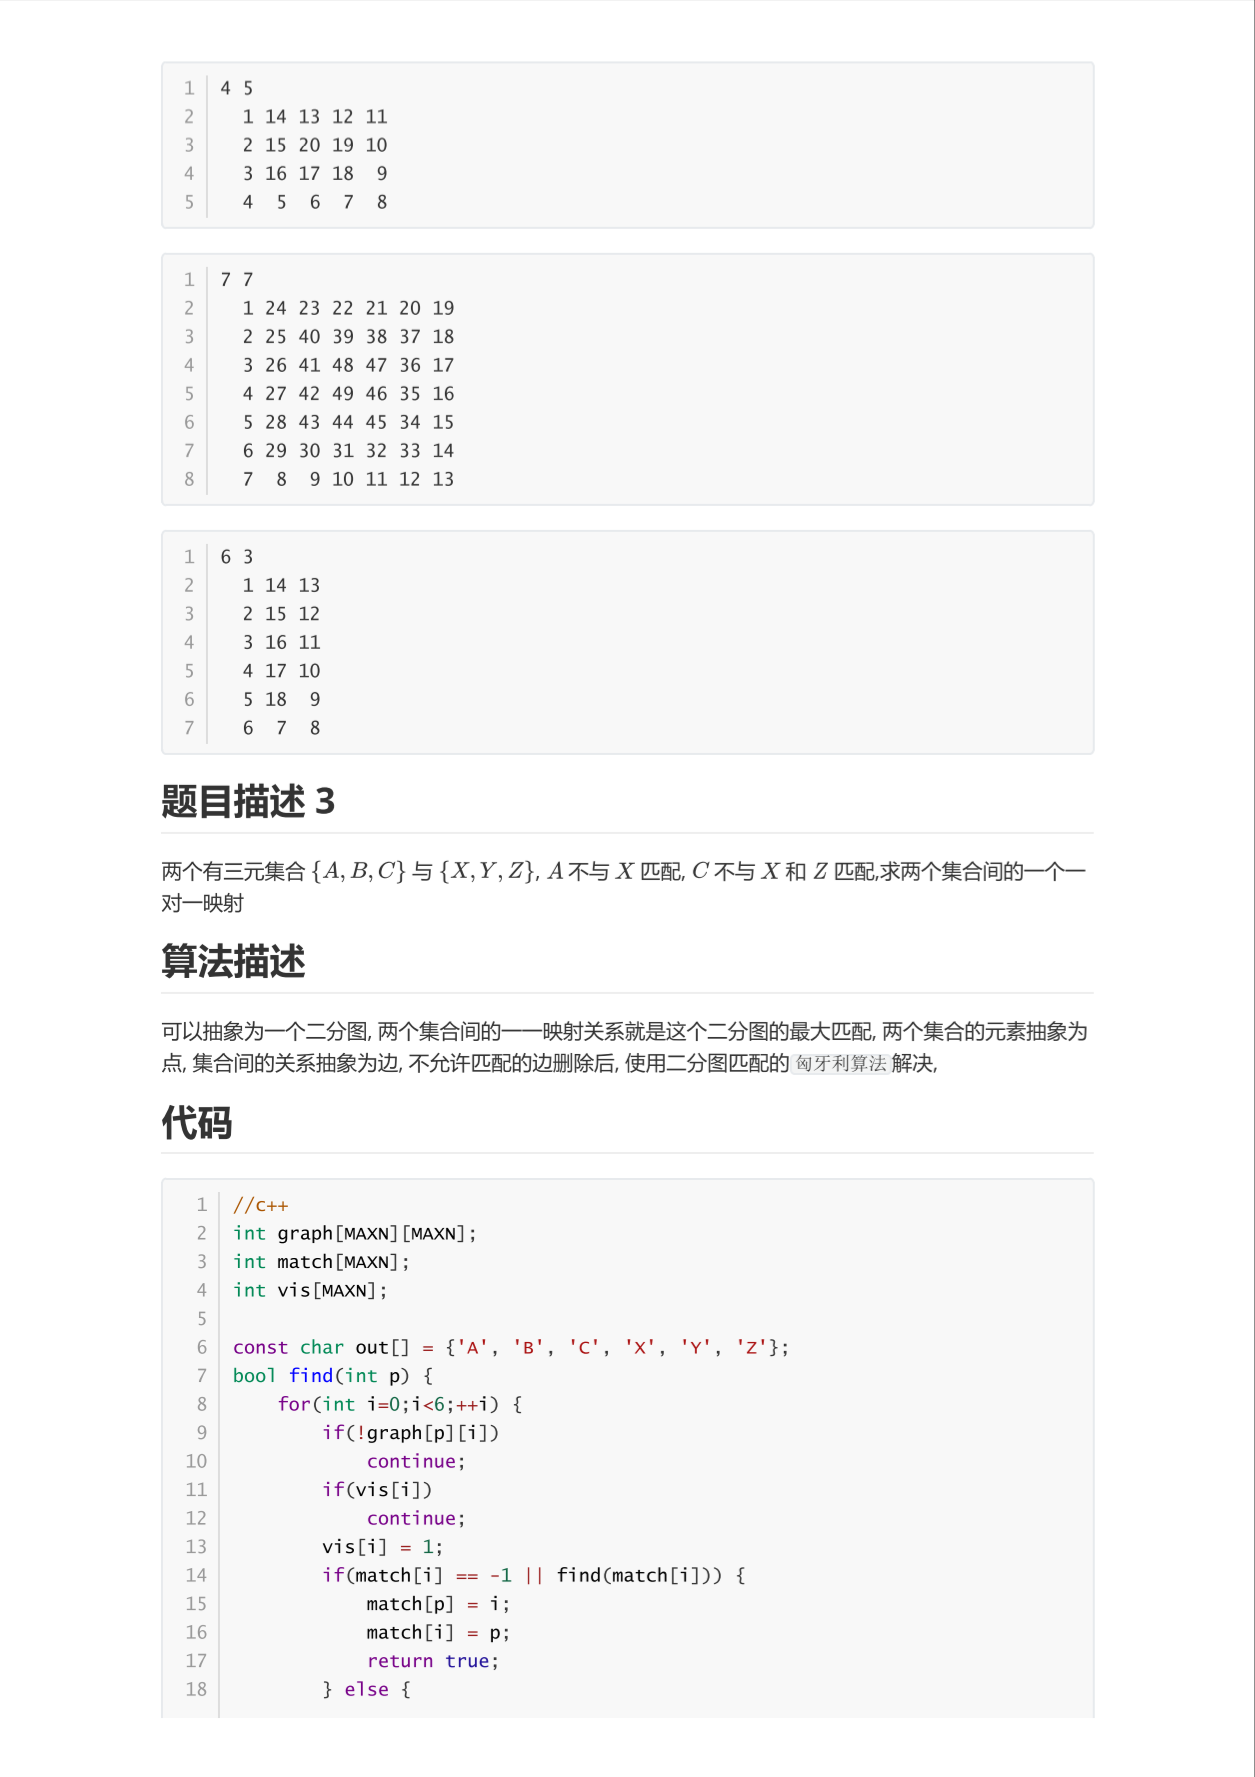 1 4 5
2   1 14 13 12 11
3   2 15 20 19 10
4   3 16 17 18  9
5   4  5  6  7  8
1 7 7
2   1 24 23 22 21 20 19
3   2 25 40 39 38 37 18
4   3 26 41 48 47 36 17
5   4 27 42 49 46 35 16
6   5 28 43 44 45 34 15
7   6 29 30 31 32 33 14
8   7  8  9 10 11 12 13
1 6 3
2   1 14 13
3   2 15 12
4   3 16 11
5   4 17 10
6   5 18  9
7   6  7  8
题目描述 3
两个有三元集合 {A, B, C} 与 {X, Y, Z}, A 不与 X 匹配, C 不与 X 和 Z 匹配,求两个集合间的一个一
对一映射
算法描述
可以抽象为一个二分图, 两个集合间的一一映射关系就是这个二分图的最大匹配, 两个集合的元素抽象为
点, 集合间的关系抽象为边, 不允许匹配的边删除后, 使用二分图匹配的匈牙利算法解决,
代码
1 //c++
2 int graph[MAXN][MAXN];
3 int match[MAXN];
4 int vis[MAXN];
5
6 const char out[] = {'A', 'B', 'C', 'X', 'Y', 'Z'};
7 bool find(int p) {
8     for(int i=0;i<6;++i) {
9         if(!graph[p][i])
10             continue;
11         if(vis[i])
12             continue;
13         vis[i] = 1;
14         if(match[i] == -1 || find(match[i])) {
15             match[p] = i;
16             match[i] = p;
17             return true;
18         } else {